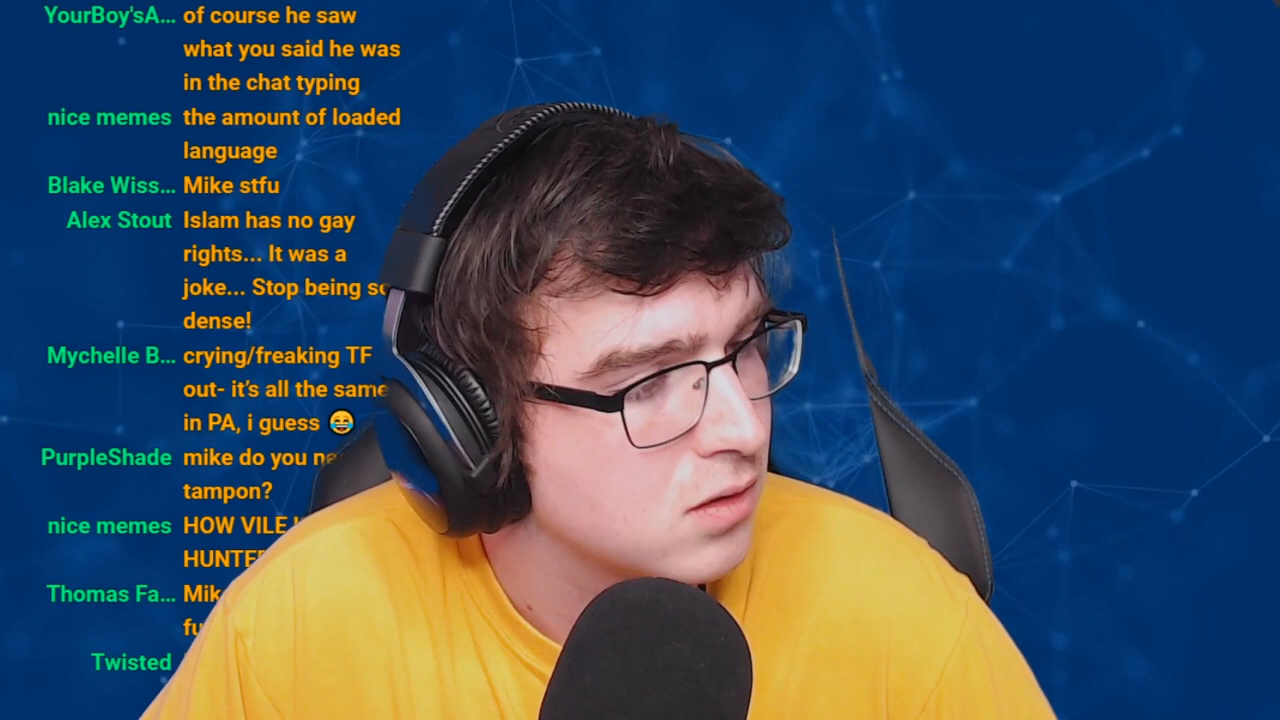 YourBoy'sA... of course he saw
what you said he was
in the chat typing
nice memes the amount of loaded
language
Blake Wiss... Mike stfu
Alex Stout Islam has no gay
rights... It was a
joke... Stop being so
dense!
Mychelle B... crying/freaking TF
out- it’s all the same
in PA, i guess 😂
PurpleShade mike do you
tampon?
nice memes HOW VILE
Thomas Fa...
Twisted